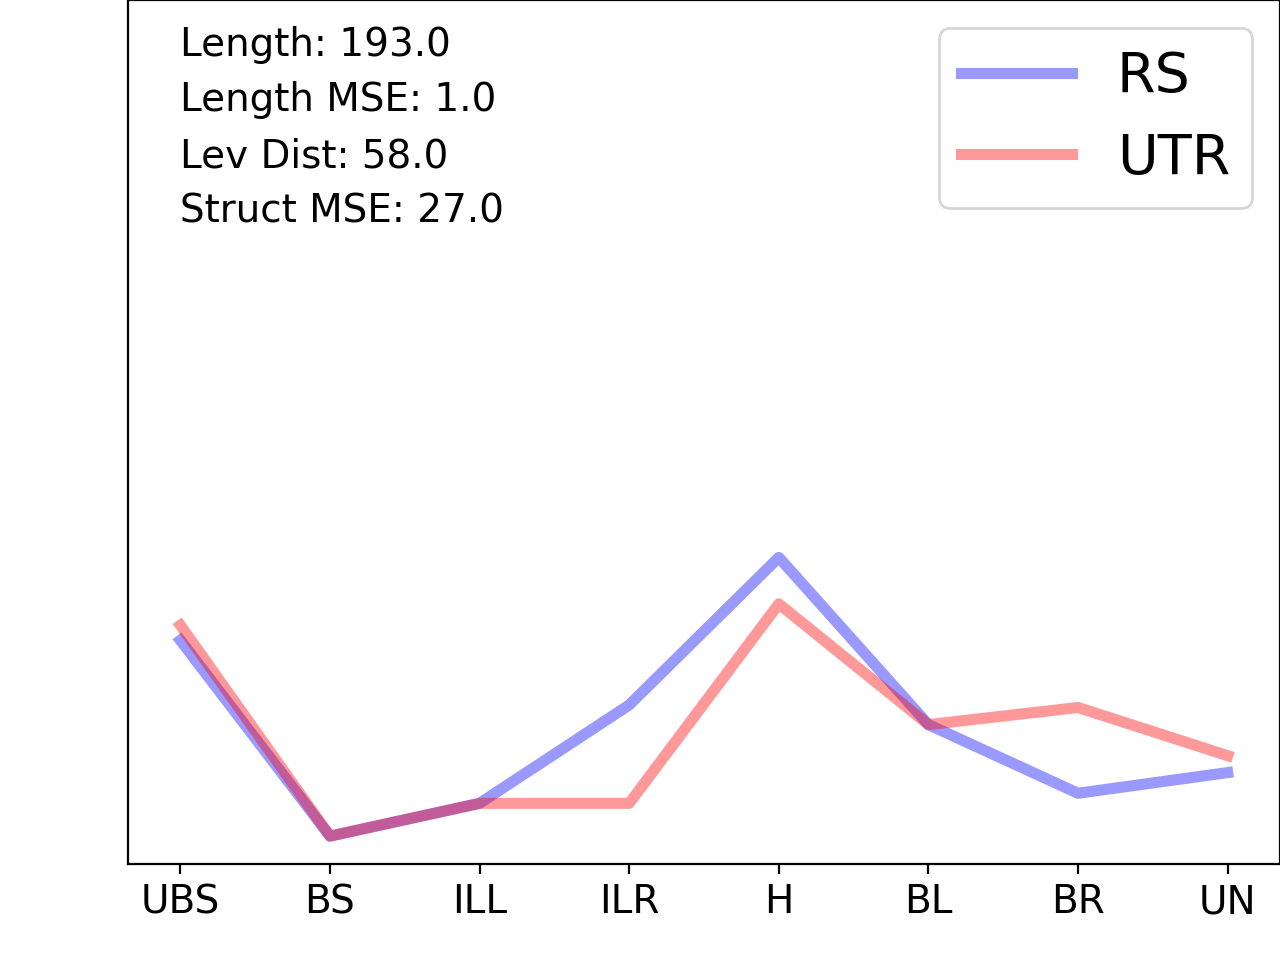 Length: 193.0
Length MSE: 1.0
Lev Dist: 58.0
Struct MSE: 27.0
RS
UTR
UBS BS ILL ILR H BL BR UN